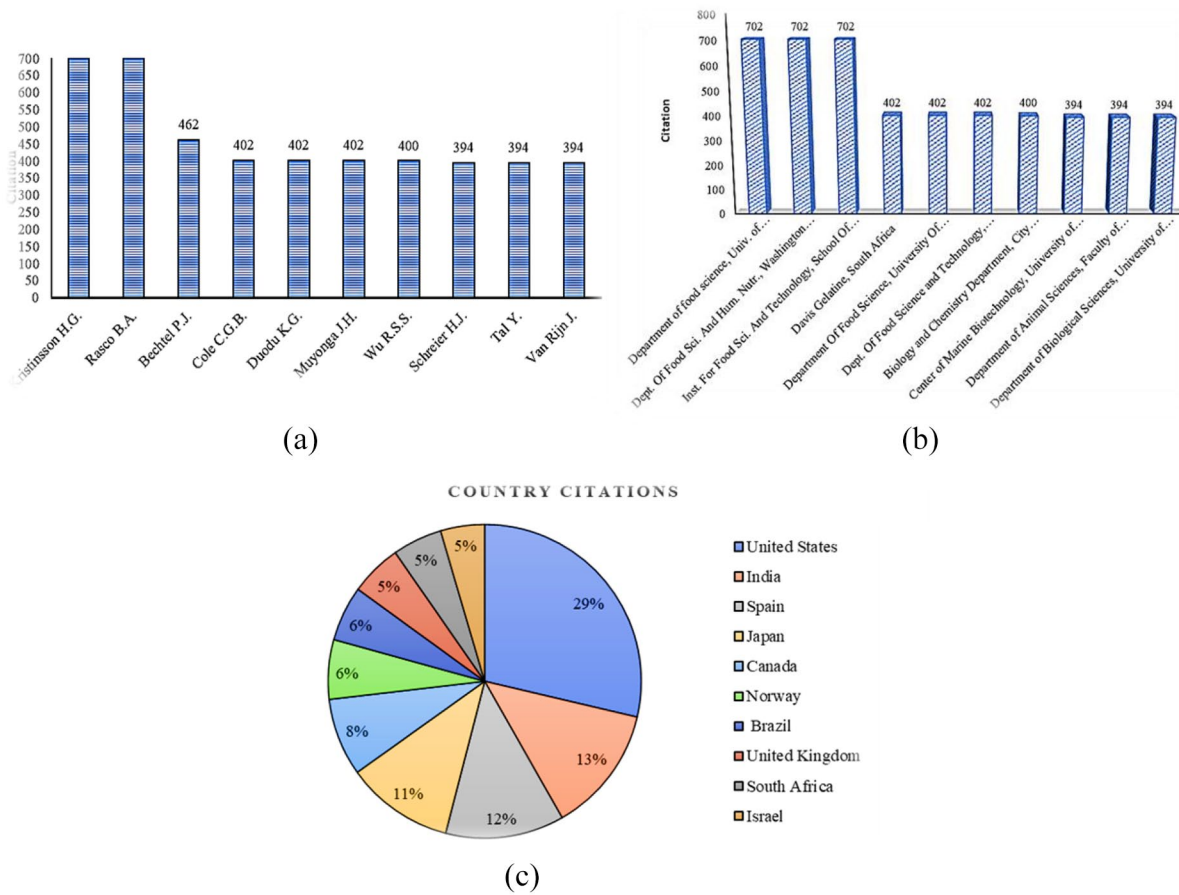 Citation
700
650
600
550
500
450
400
350
300
250
200
150
100
50
0
462
402
402
402
400
394
394
394
Kristinsson H.G.
Rasco B.A.
Bechtel P.J.
Cole C.G.B.
Duodu K.G.
Muyonga J.H.
Wu R.S.S.
Schreier H.J.
Tal Y.
Van Rijn J.
(a)
Citation
800
700
600
500
400
300
200
100
0
702
702
702
402
402
402
400
394
394
394
Department of food science, Univ. of…
Dept. Of Food Sci. And Hum. Nutr., Washington…
Inst. For Food Sci. And Technology, School Of…
Davis Gelatine, South Africa
Department Of Food Science, University Of…
Dept. Of Food Science and Technology,…
Biology and Chemistry Department, City…
Center of Marine Biotechnology, University of…
Department of Animal Sciences, Faculty of…
Department of Biological Sciences, University of…
(b)
COUNTRY CITATIONS
29%
13%
12%
11%
8%
6%
6%
5%
5%
5%
United States
India
Spain
Japan
Canada
Norway
Brazil
United Kingdom
South Africa
Israel
(c)